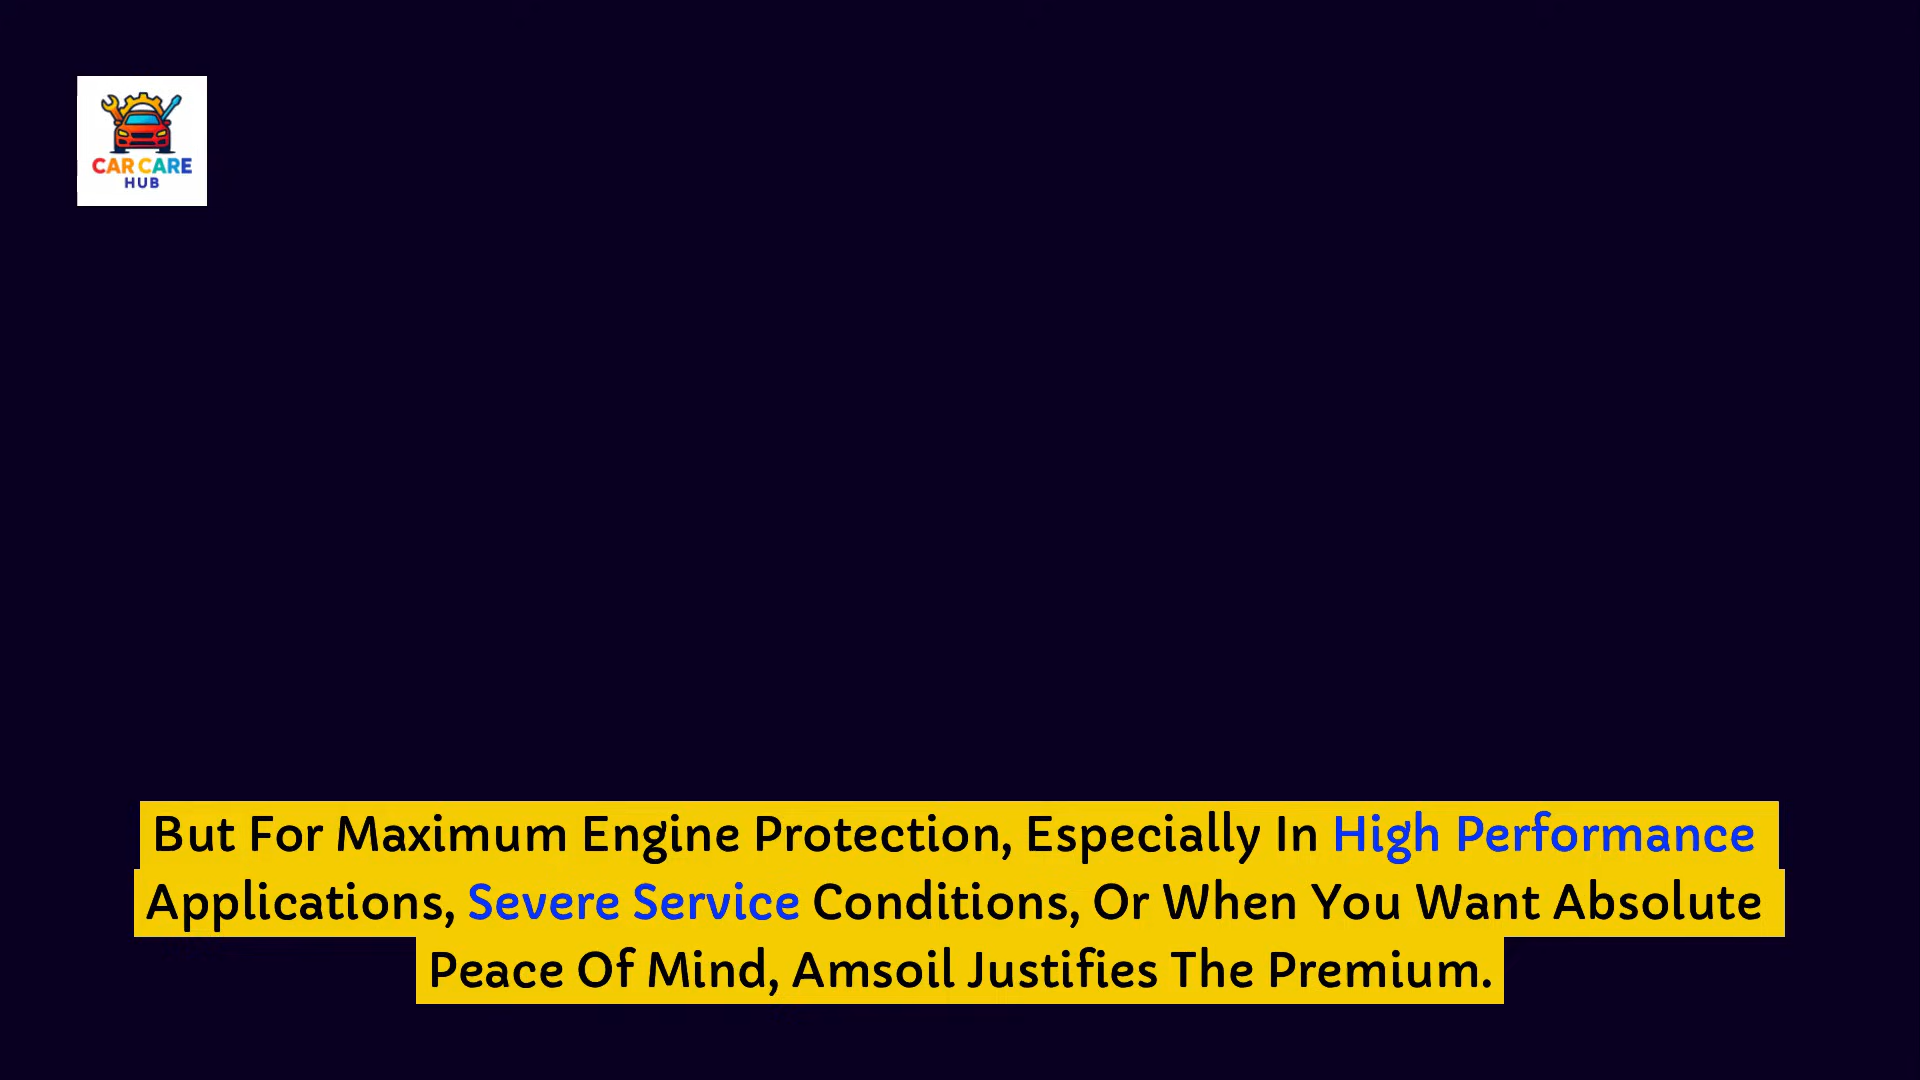 CAR CARE
HUB
But For Maximum Engine Protection, Especially In High Performance
Applications, Severe Service Conditions, Or When You Want Absolute
Peace Of Mind, Amsoil Justifies The Premium.